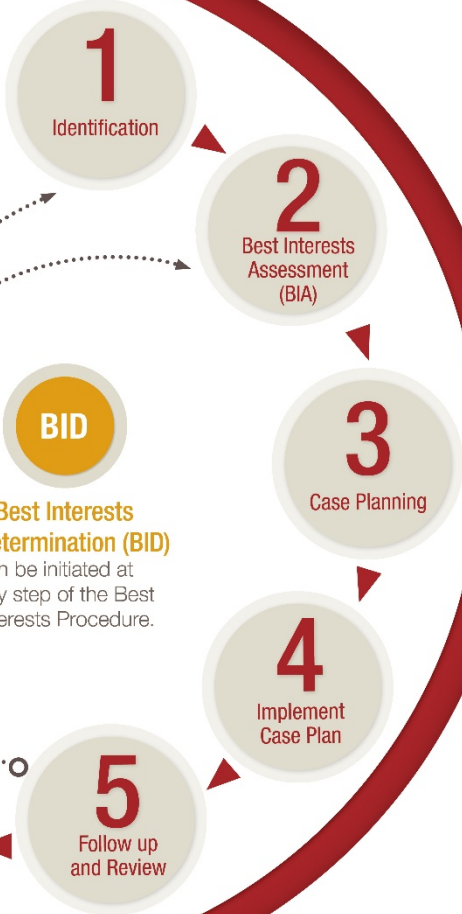 1
Identification
2
Best Interests
Assessment
(BIA)
BID
Best Interests
etermination (BID)
n be initiated at
y step of the Best
erests Procedure.
3
Case Planning
4
Implement
Case Plan
5
Follow up
and Review